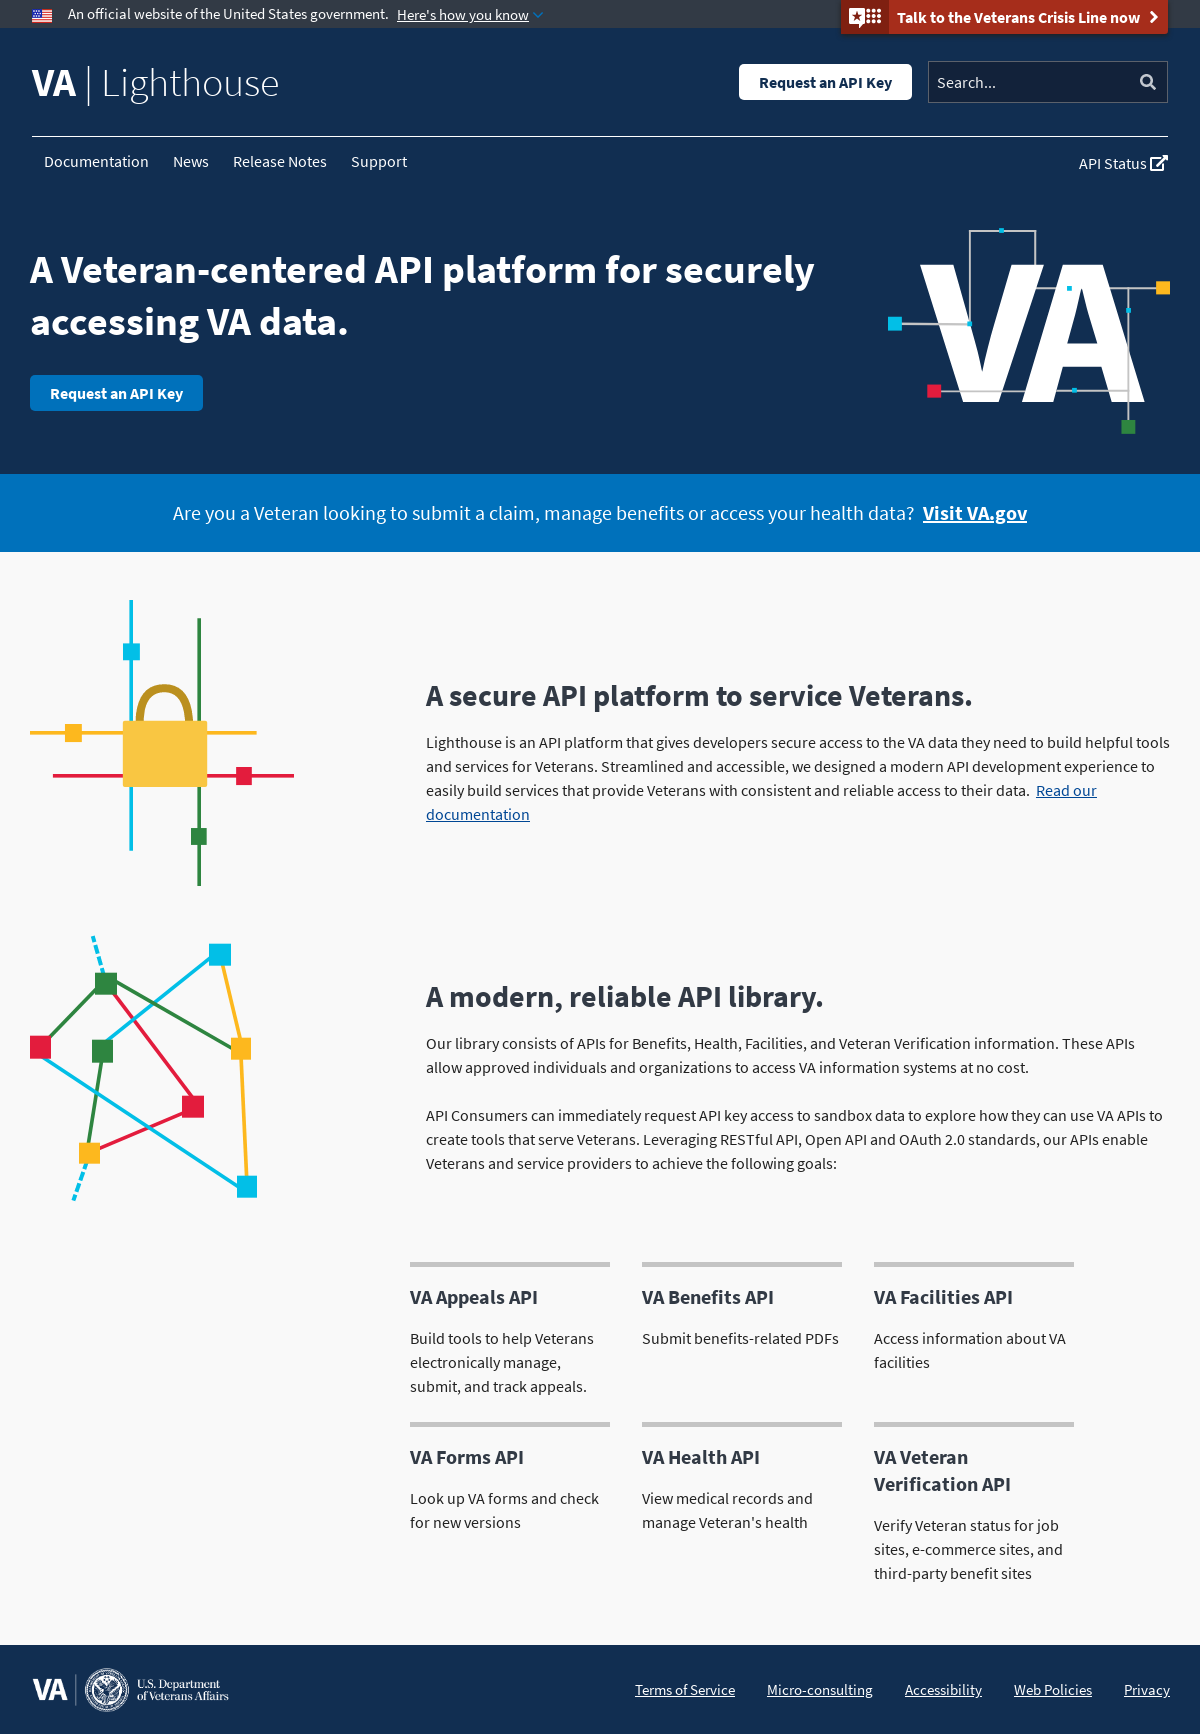 An official website of the United States government. Here's how you know
Talk to the Veterans Crisis Line now
VA | Lighthouse
Request an API Key
Search...
Documentation News Release Notes Support
API Status
A Veteran-centered API platform for securely
accessing VA data.
Request an API Key
VA
Are you a Veteran looking to submit a claim, manage benefits or access your health data? Visit VA.gov
A secure API platform to service Veterans.
Lighthouse is an API platform that gives developers secure access to the VA data they need to build helpful tools
and services for Veterans. Streamlined and accessible, we designed a modern API development experience to
easily build services that provide Veterans with consistent and reliable access to their data. Read our
documentation
A modern, reliable API library.
Our library consists of APIs for Benefits, Health, Facilities, and Veteran Verification information. These APIs
allow approved individuals and organizations to access VA information systems at no cost.
API Consumers can immediately request API key access to sandbox data to explore how they can use VA APIs to
create tools that serve Veterans. Leveraging RESTful API, Open API and OAuth 2.0 standards, our APIs enable
Veterans and service providers to achieve the following goals:
VA Appeals API
Build tools to help Veterans
electronically manage,
submit, and track appeals.
VA Benefits API
Submit benefits-related PDFs
VA Facilities API
Access information about VA
facilities
VA Forms API
Look up VA forms and check
for new versions
VA Health API
View medical records and
manage Veteran's health
VA Veteran
Verification API
Verify Veteran status for job
sites, e-commerce sites, and
third-party benefit sites
VA
U.S. Department
of Veterans Affairs
Terms of Service Micro-consulting Accessibility Web Policies Privacy